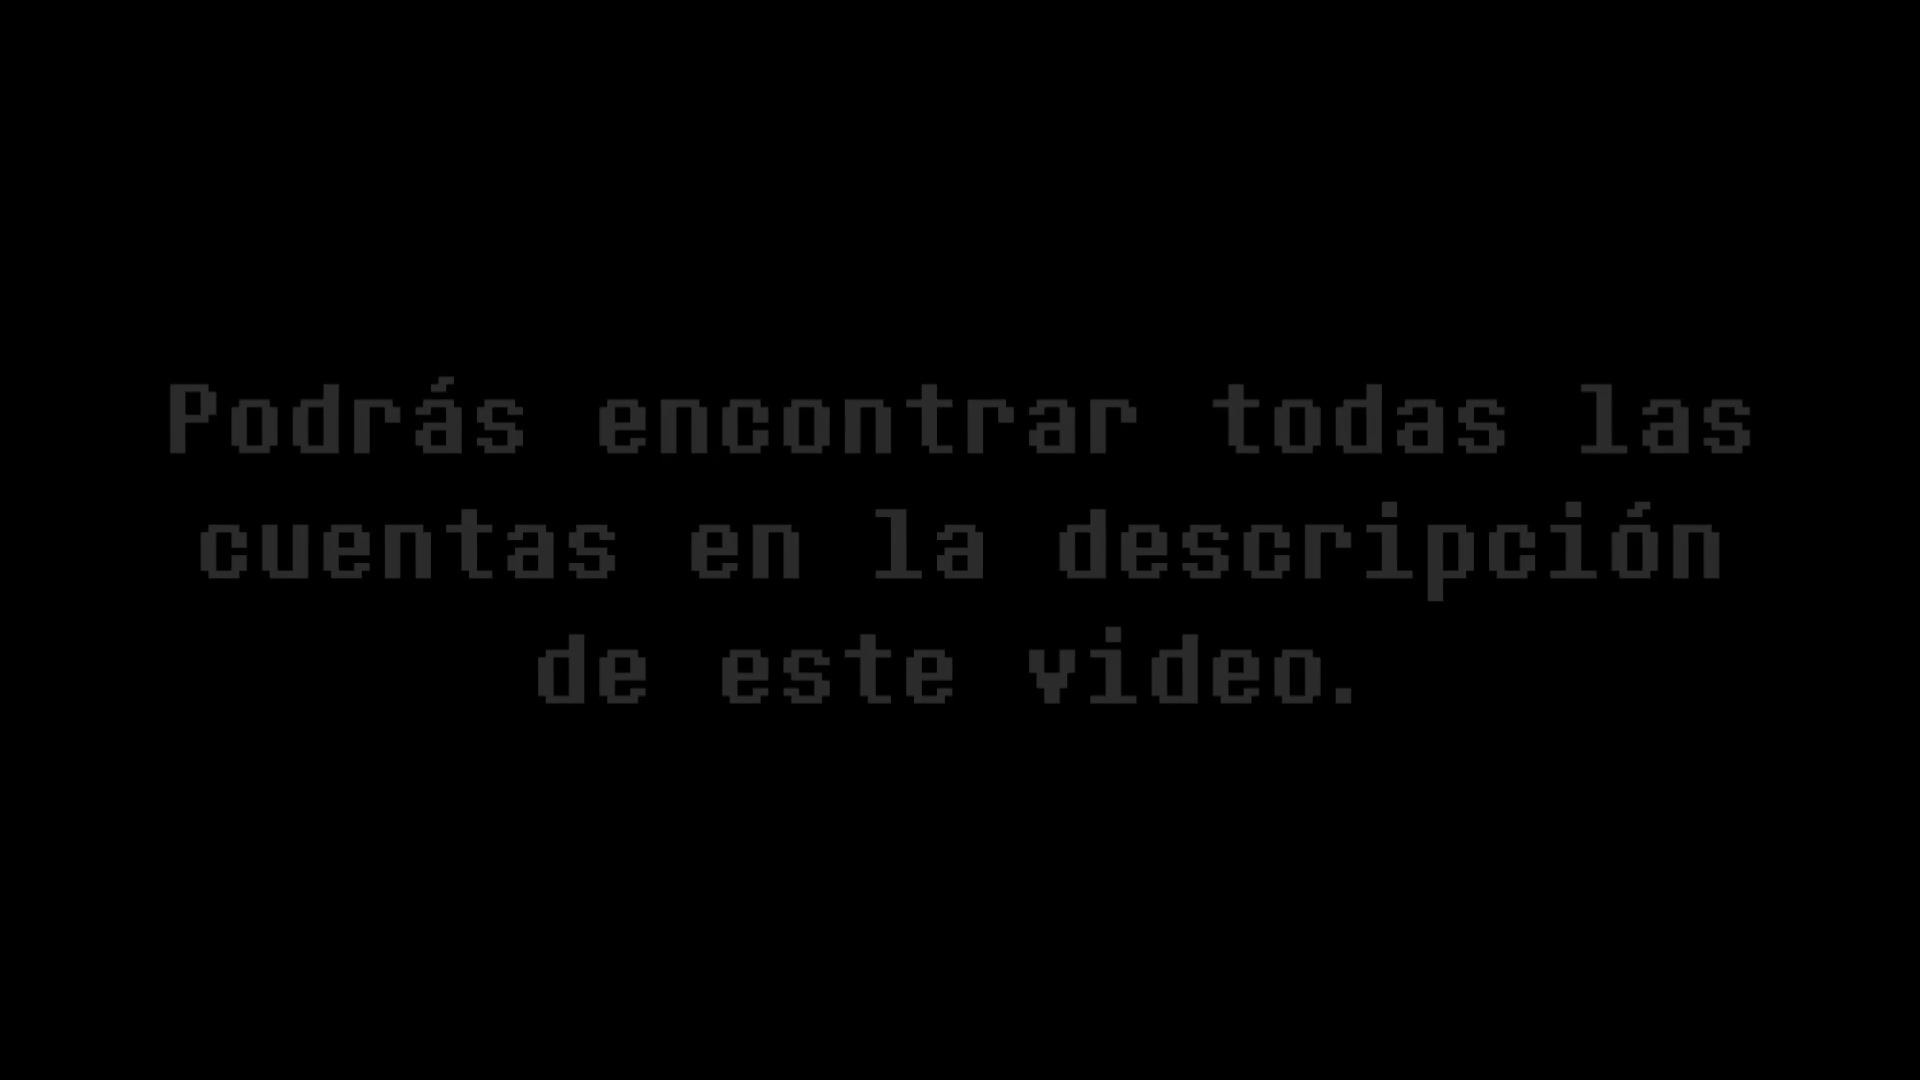 Podrás encontrar todas las
cuentas en la descripción
de este video.